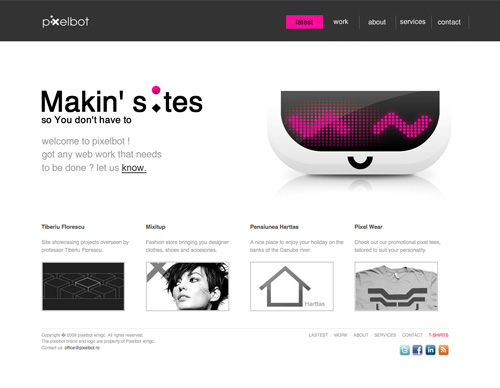 pixelbot
latest
work
about
services
contact
Makin' sites
so You don't have to
welcome to pixelbot !
got any web work that needs
to be done ? let us know.
Tiberiu Florescu
Site showcasing projects overseen by
professor Tiberiu Florescu.
Mixitup
Fashion store bringing you designer
clothes, shoes and accesories.
Pensiunea Harttas
A nice place to enjoy your holiday on the
banks of the Danube river.
Pixel Wear
Check out our promotional pixel tees,
tailored to suit your personality.
Harttas
Copyright ® 2009 pixelbot wingz. All rights reserved.
The pixelbot brand and logo are property of Pixelbot wingz.
Contact us: office@pixelbot.ro
LASTEST
WORK
ABOUT
SERVICES
CONTACT
T-SHIRTS